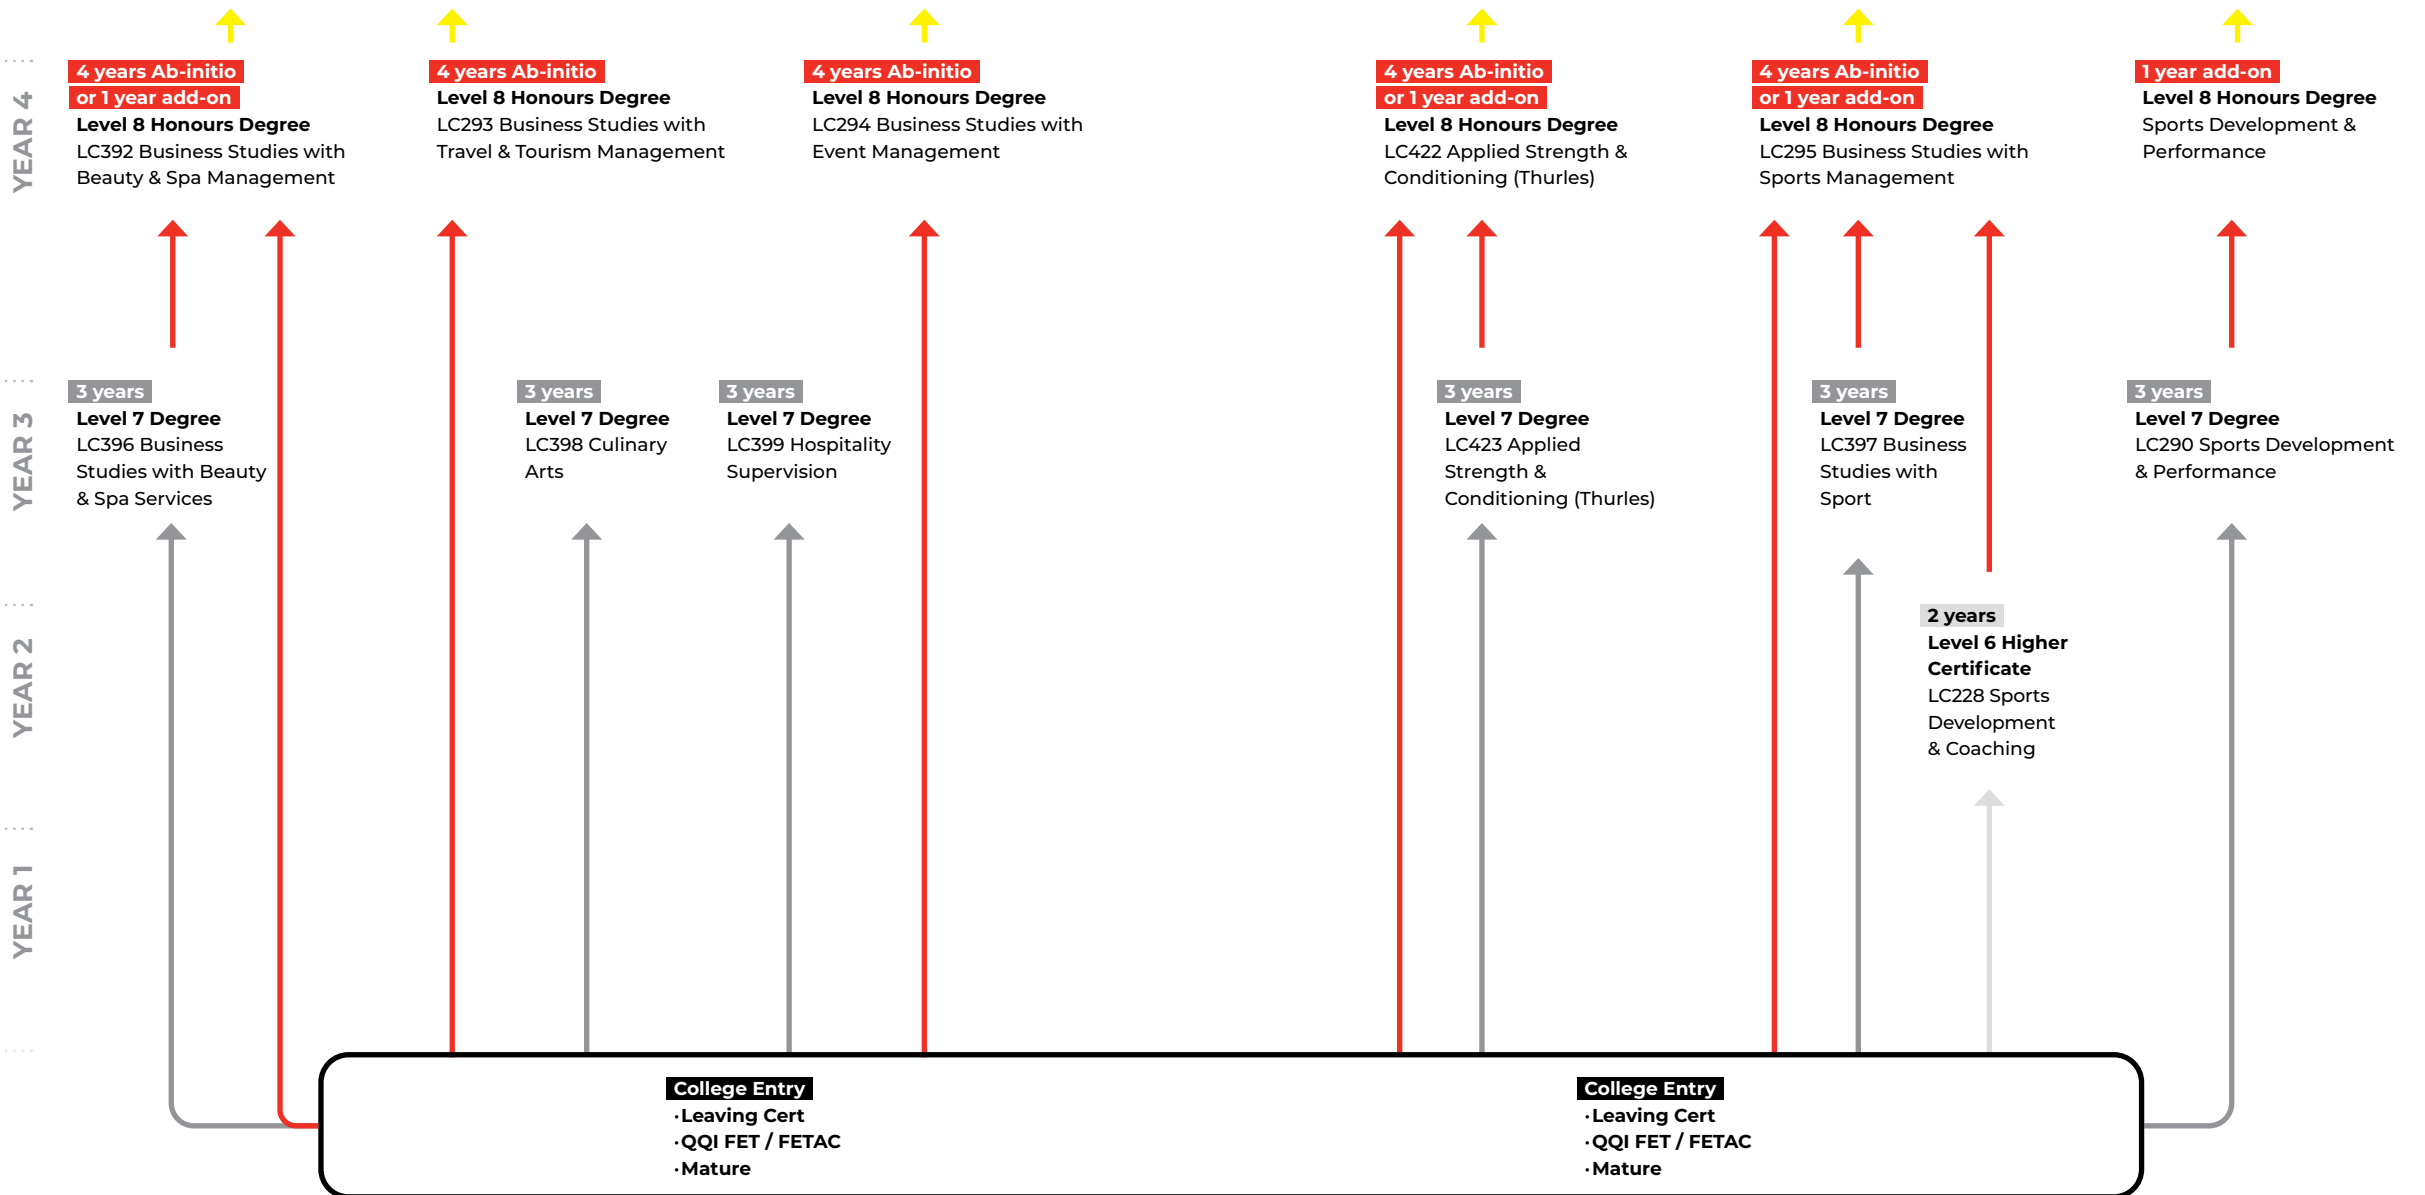 YEAR 4
4 years Ab-initio
or 1 year add-on
Level 8 Honours Degree
LC392 Business Studies with
Beauty & Spa Management
4 years Ab-initio
Level 8 Honours Degree
LC293 Business Studies with
Travel & Tourism Management
4 years Ab-initio
Level 8 Honours Degree
LC294 Business Studies with
Event Management
4 years Ab-initio
or 1 year add-on
Level 8 Honours Degree
LC422 Applied Strength &
Conditioning (Thurles)
4 years Ab-initio
or 1 year add-on
Level 8 Honours Degree
LC295 Business Studies with
Sports Management
1 year add-on
Level 8 Honours Degree
Sports Development &
Performance
YEAR 3
3 years
Level 7 Degree
LC396 Business
Studies with Beauty
& Spa Services
3 years
Level 7 Degree
LC398 Culinary
Arts
3 years
Level 7 Degree
LC399 Hospitality
Supervision
3 years
Level 7 Degree
LC423 Applied
Strength &
Conditioning (Thurles)
3 years
Level 7 Degree
LC397 Business
Studies with
Sport
3 years
Level 7 Degree
LC290 Sports Development
& Performance
YEAR 2
2 years
Level 6 Higher
Certificate
LC228 Sports
Development
& Coaching
YEAR 1
College Entry
·Leaving Cert
·QQI FET / FETAC
·Mature
College Entry
·Leaving Cert
·QQI FET / FETAC
·Mature